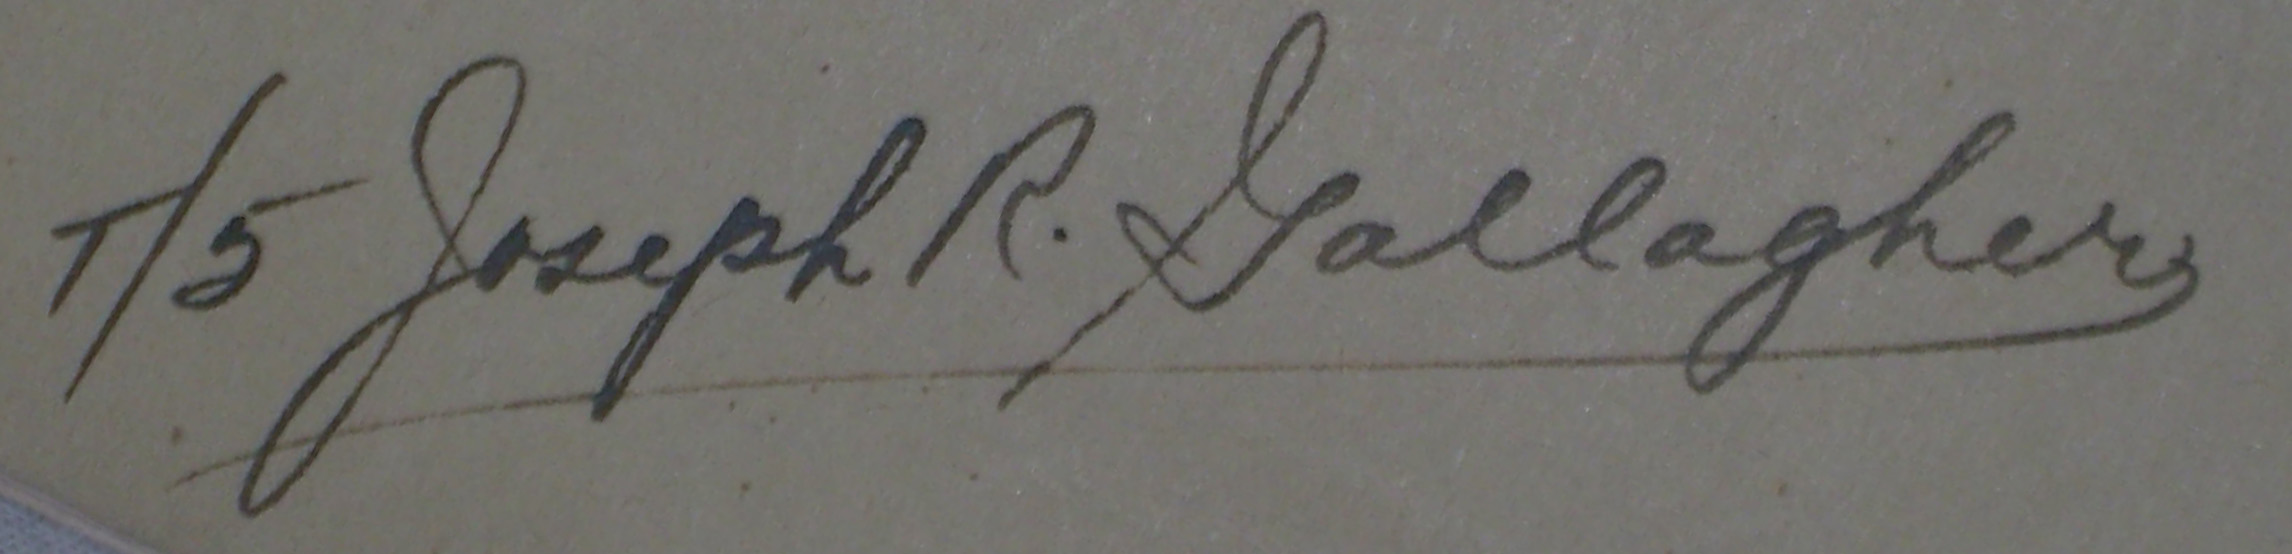 T/5 Joseph R. Gallagher